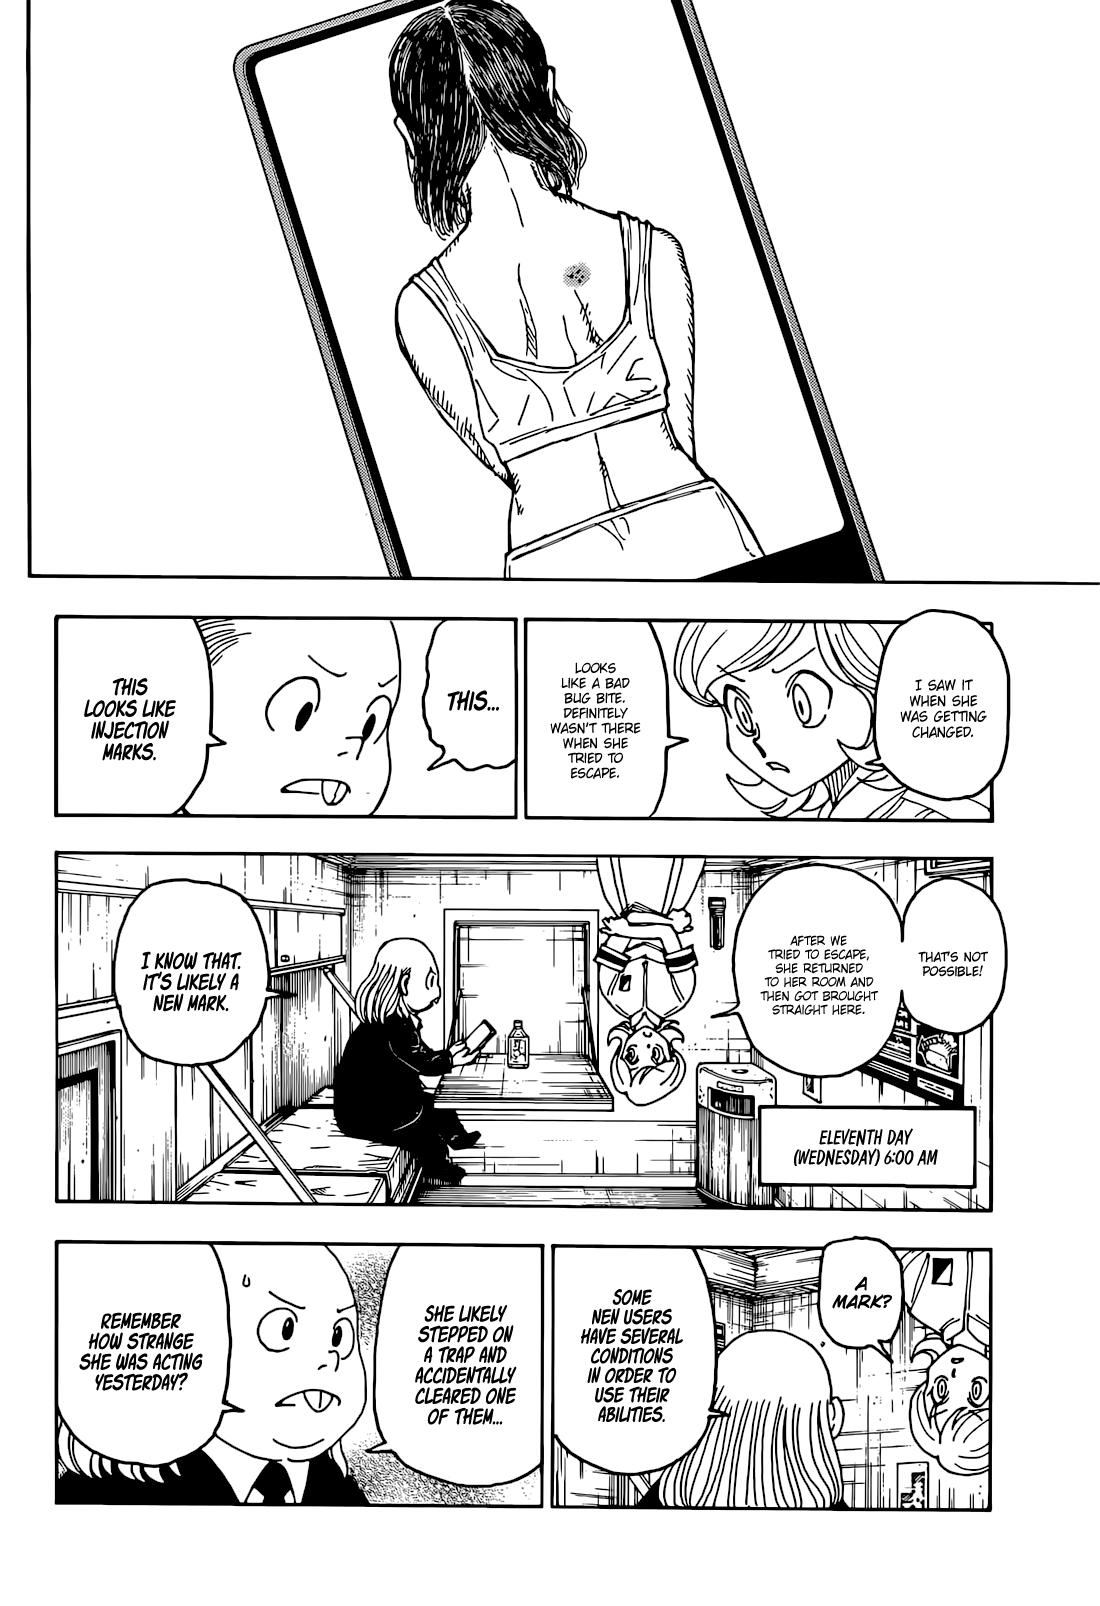 I SAW IT
WHEN SHE
WAS GETTING
CHANGED.
LOOKS
LIKE A BAD
BUG BITE.
DEFINITELY
WASN'T THERE
WHEN SHE
TRIED TO
ESCAPE.
THIS...
THIS
LOOKS LIKE
INJECTION
MARKS.
THAT'S NOT
POSSIBLE!
AFTER WE
TRIED TO ESCAPE,
SHE RETURNED
TO HER ROOM AND
THEN GOT BROUGHT
STRAIGHT HERE.
I KNOW THAT.
IT'S LIKELY A
NEN MARK.
ELEVENTH DAY
(WEDNESDAY) 6:00 AM
A
MARK?
SOME
NEN USERS
HAVE SEVERAL
CONDITIONS
IN ORDER TO
USE THEIR
ABILITIES.
SHE LIKELY
STEPPED ON
A TRAP AND
ACCIDENTALLY
CLEARED ONE
OF THEM...
REMEMBER
HOW STRANGE
SHE WAS ACTING
YESTERDAY?